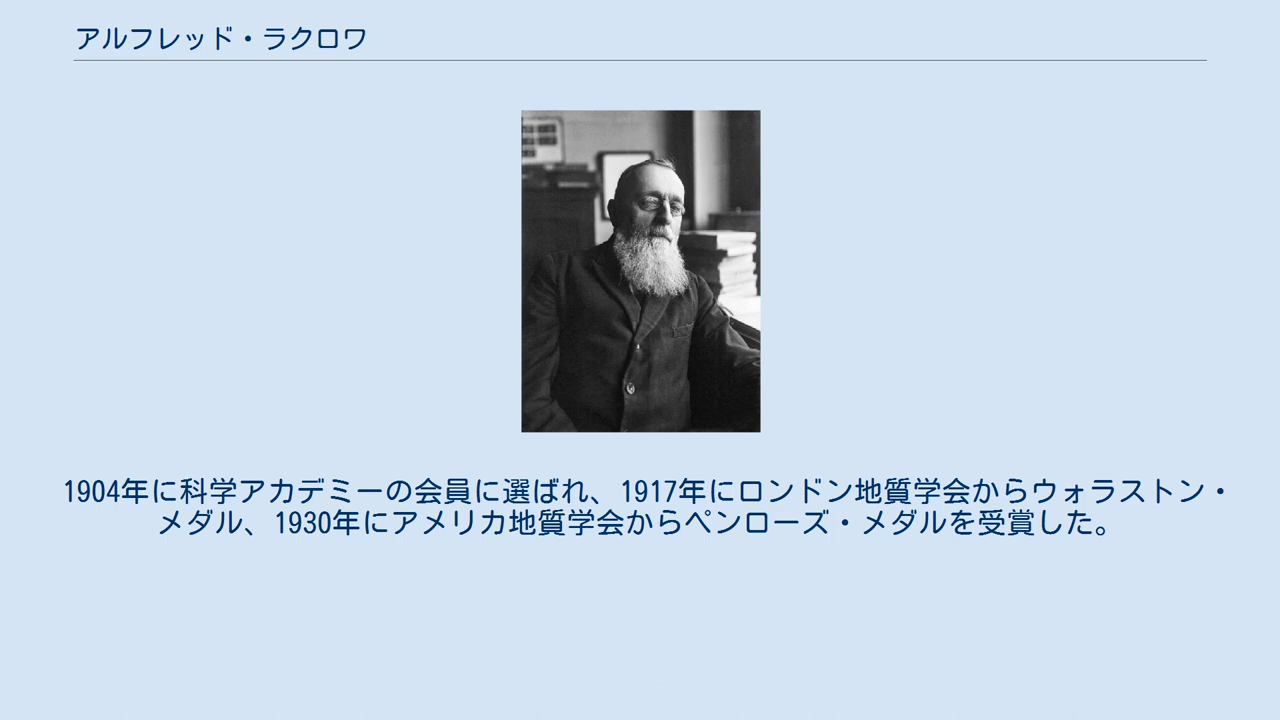 アルフレッド・ラクロワ
1904年に科学アカデミーの会員に選ばれ、1917年にロンドン地質学会からウォラストン・
メダル、1930年にアメリカ地質学会からペンローズ・メダルを受賞した。